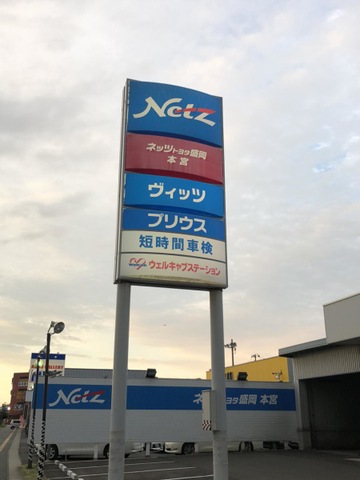 Netz
ネッツトヨタ盛岡
本宮
ヴィッツ
プリウス
短時間車検
ウェルキャブステーション
Netz
ネッツトヨタ盛岡 本宮